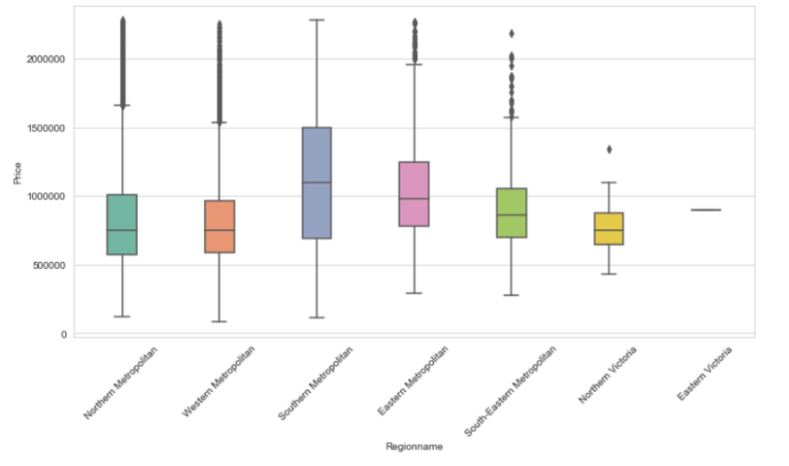 2000000
1500000
1000000
500000
0
Price
Northern Metropolitan
Western Metropolitan
Southern Metropolitan
Eastern Metropolitan
South-Eastern Metropolitan
Northern Victoria
Eastern Victoria
Regionname